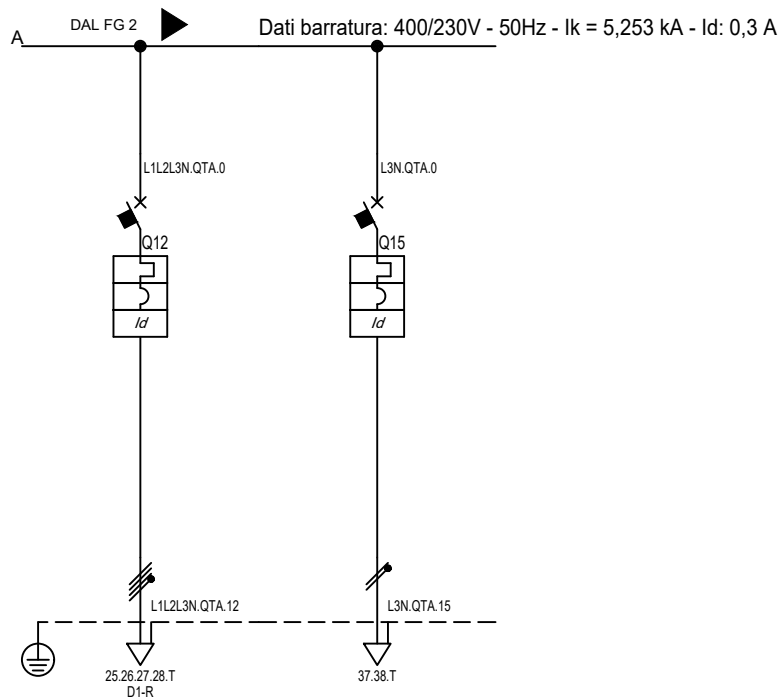 DAL FG 2
Dati barratura: 400/230V - 50Hz - Ik = 5,253 kA - Id: 0,3 A
A
L1L2L3N.QTA.0
L3N.QTA.0
Q12
Q15
Id
Id
L1L2L3N.QTA.12
L3N.QTA.15
25.26.27.28.T
D1-R
37.38.T